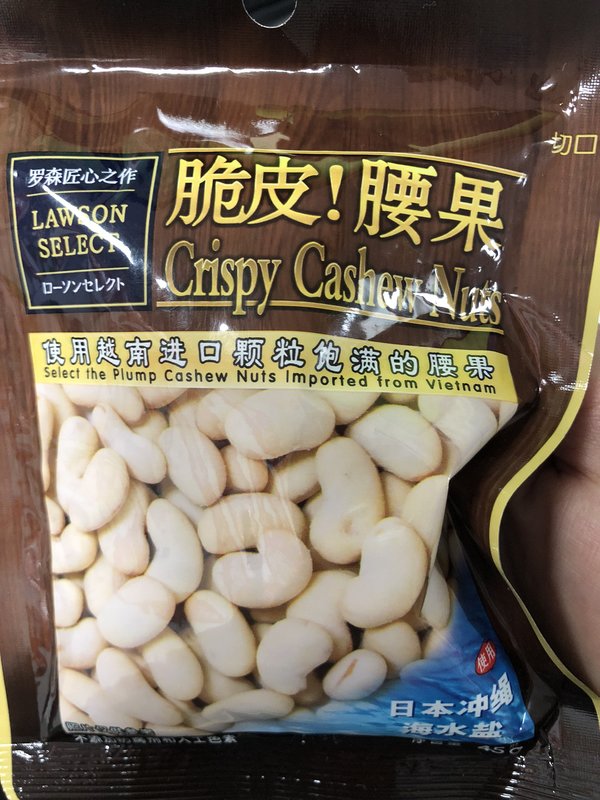 切口
罗森匠心之作
LAWSON
SELECT
ローソンセレクト
脆皮！腰果
Crispy Cashew Nuts
使用越南进口颗粒饱满的腰果
Select the Plump Cashew Nuts Imported from Vietnam
使用
日本冲绳
海水盐
45g